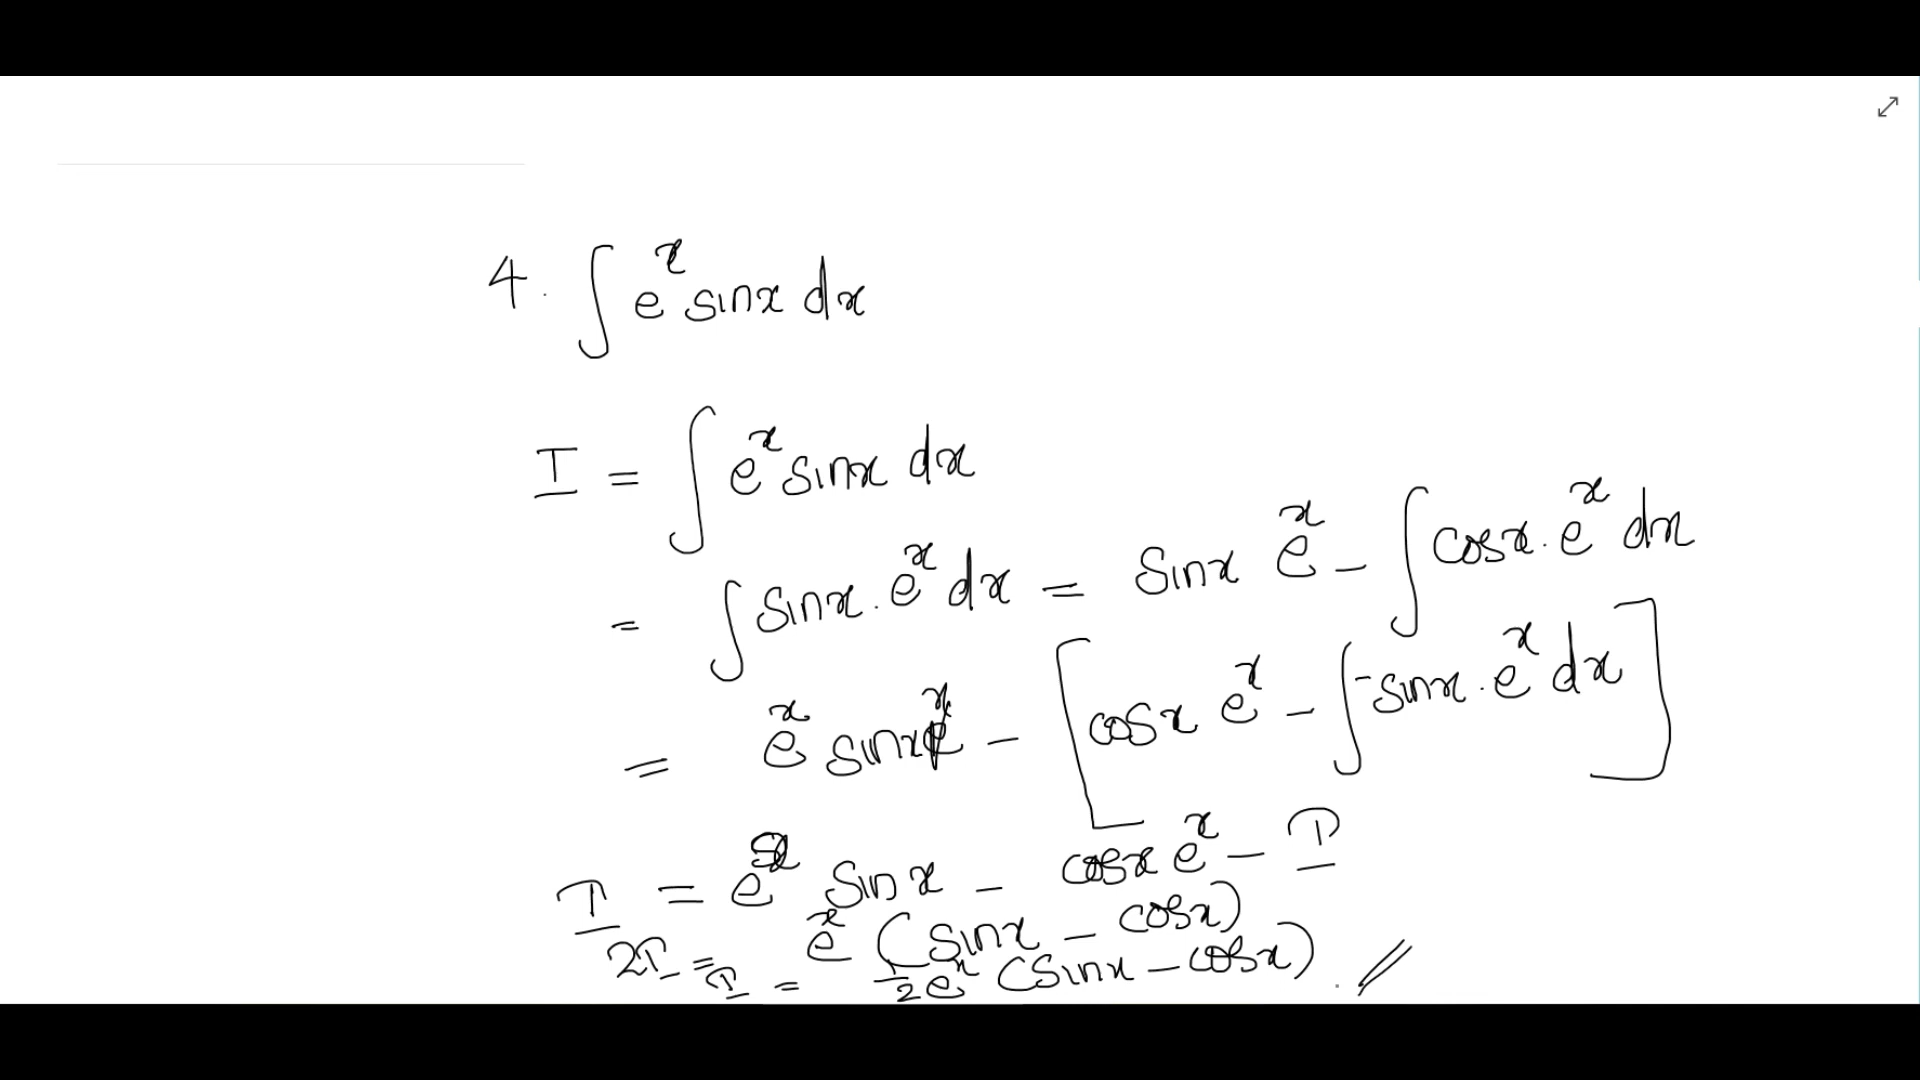 4. ∫ e^x sinx dx
I = ∫ e^x sinx dx
= ∫ sinx . e^x dx = sinx e^x - ∫ cosx . e^x dx
= e^x sinx - [cosx e^x - ∫ -sinx . e^x dx]
I = e^x sinx - cosx e^x - I
2I = e^x (sinx - cosx)
I = 1/2 e^x (sinx - cosx) . //